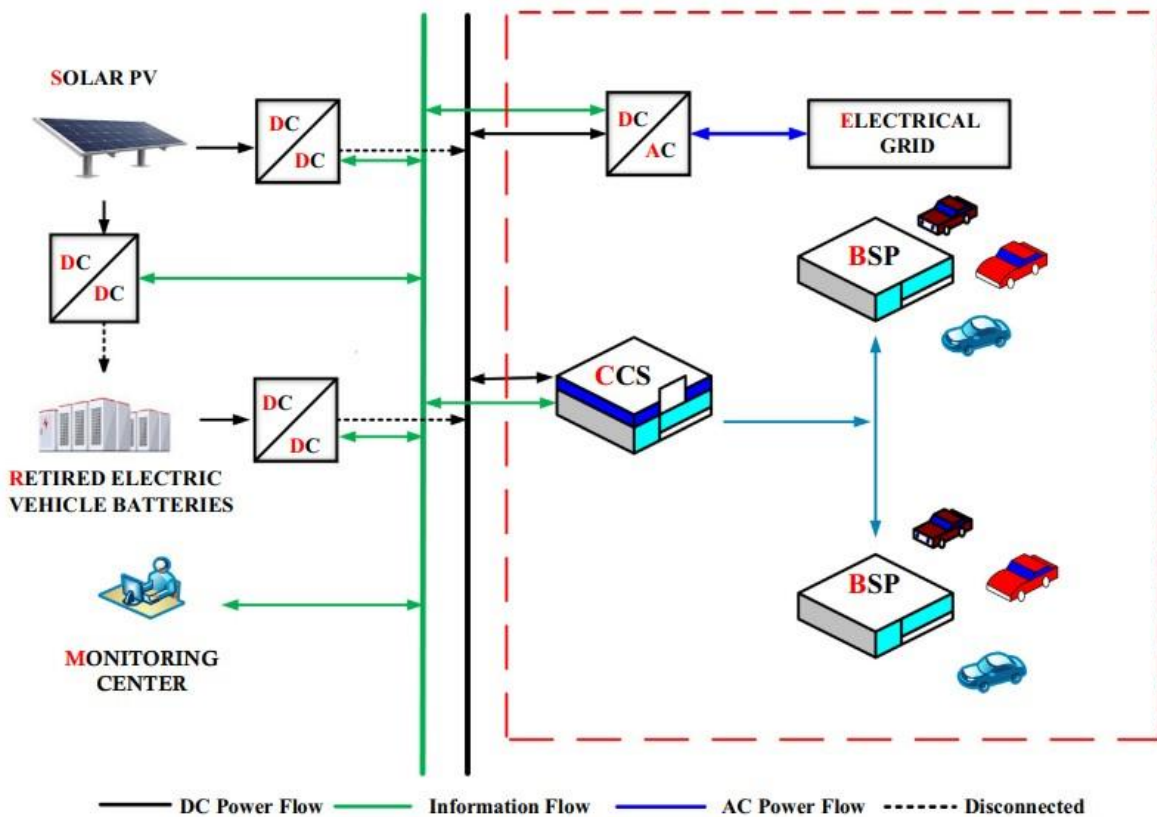 SOLAR PV
DC
DC
DC
AC
ELECTRICAL
GRID
DC
DC
BSP
CCS
DC
DC
RETIRED ELECTRIC
VEHICLE BATTERIES
BSP
MONITORING
CENTER
DC Power Flow
Information Flow
AC Power Flow
Disconnected